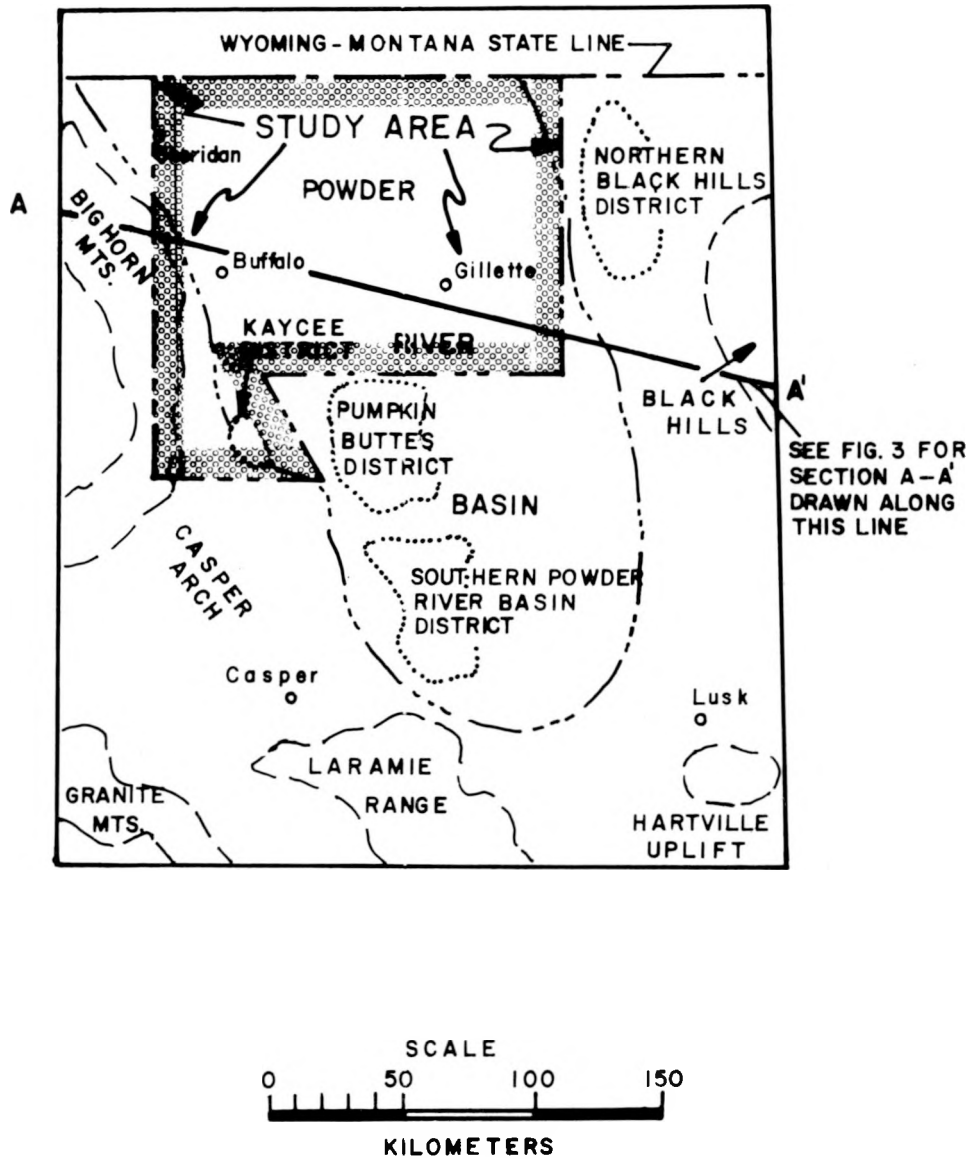 WYOMING-MONTANA STATE LINE
STUDY AREA
Sheridan
POWDER
NORTHERN
BLACK HILLS
DISTRICT
A
BIG HORN
MTS.
Buffalo
Gillette
KAYCEE
DISTRICT
RIVER
A'
BLACK
HILLS
PUMPKIN
BUTTES
DISTRICT
SEE FIG. 3 FOR
SECTION A-A'
DRAWN ALONG
THIS LINE
BASIN
CASPER
ARCH
SOUTHERN POWDER
RIVER BASIN
DISTRICT
Casper
Lusk
LARAMIE
RANGE
GRANITE
MTS.
HARTVILLE
UPLIFT
SCALE
0 50 100 150
KILOMETERS